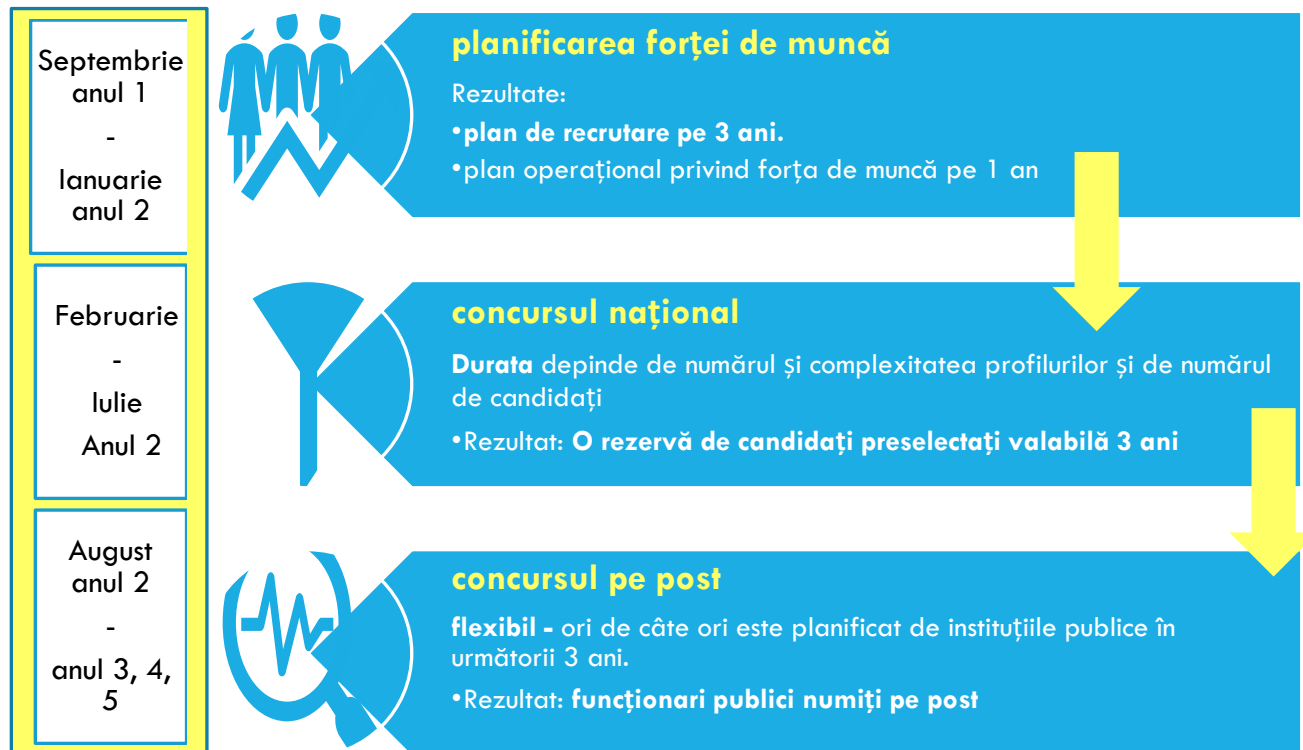 Septembrie
anul 1
-
Ianuarie
anul 2
planificarea forței de muncă
Rezultate:
•plan de recrutare pe 3 ani.
•plan operațional privind forța de muncă pe 1 an
Februarie
-
Iulie
Anul 2
concursul național
Durata depinde de numărul și complexitatea profilurilor și de numărul
de candidați
•Rezultat: O rezervă de candidați preselectați valabilă 3 ani
August
anul 2
-
anul 3, 4,
5
concursul pe post
flexibil - ori de câte ori este planificat de instituțiile publice în
următorii 3 ani.
•Rezultat: funcționari publici numiți pe post